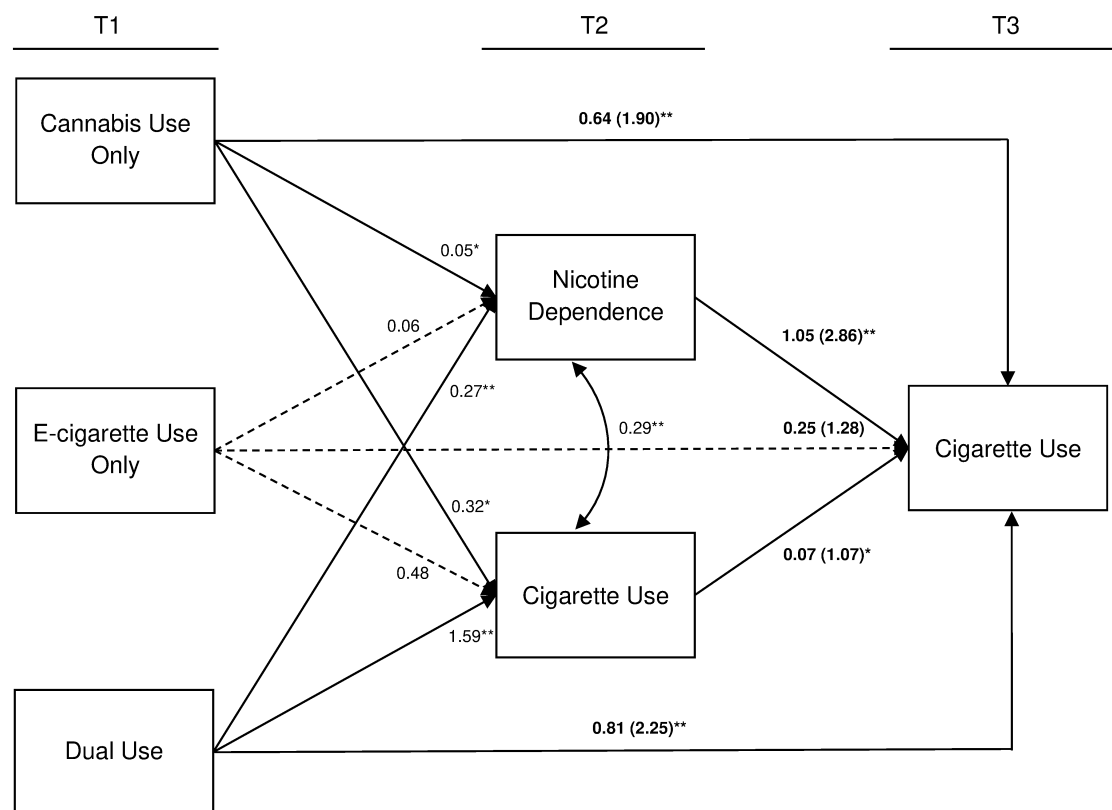 T1
T2
T3
Cannabis Use
Only
0.64 (1.90)**
0.05*
Nicotine
Dependence
0.06
1.05 (2.86)**
0.27**
E-cigarette Use
Only
0.29**
0.25 (1.28)
Cigarette Use
0.32*
0.48
Cigarette Use
0.07 (1.07)*
1.59**
Dual Use
0.81 (2.25)**